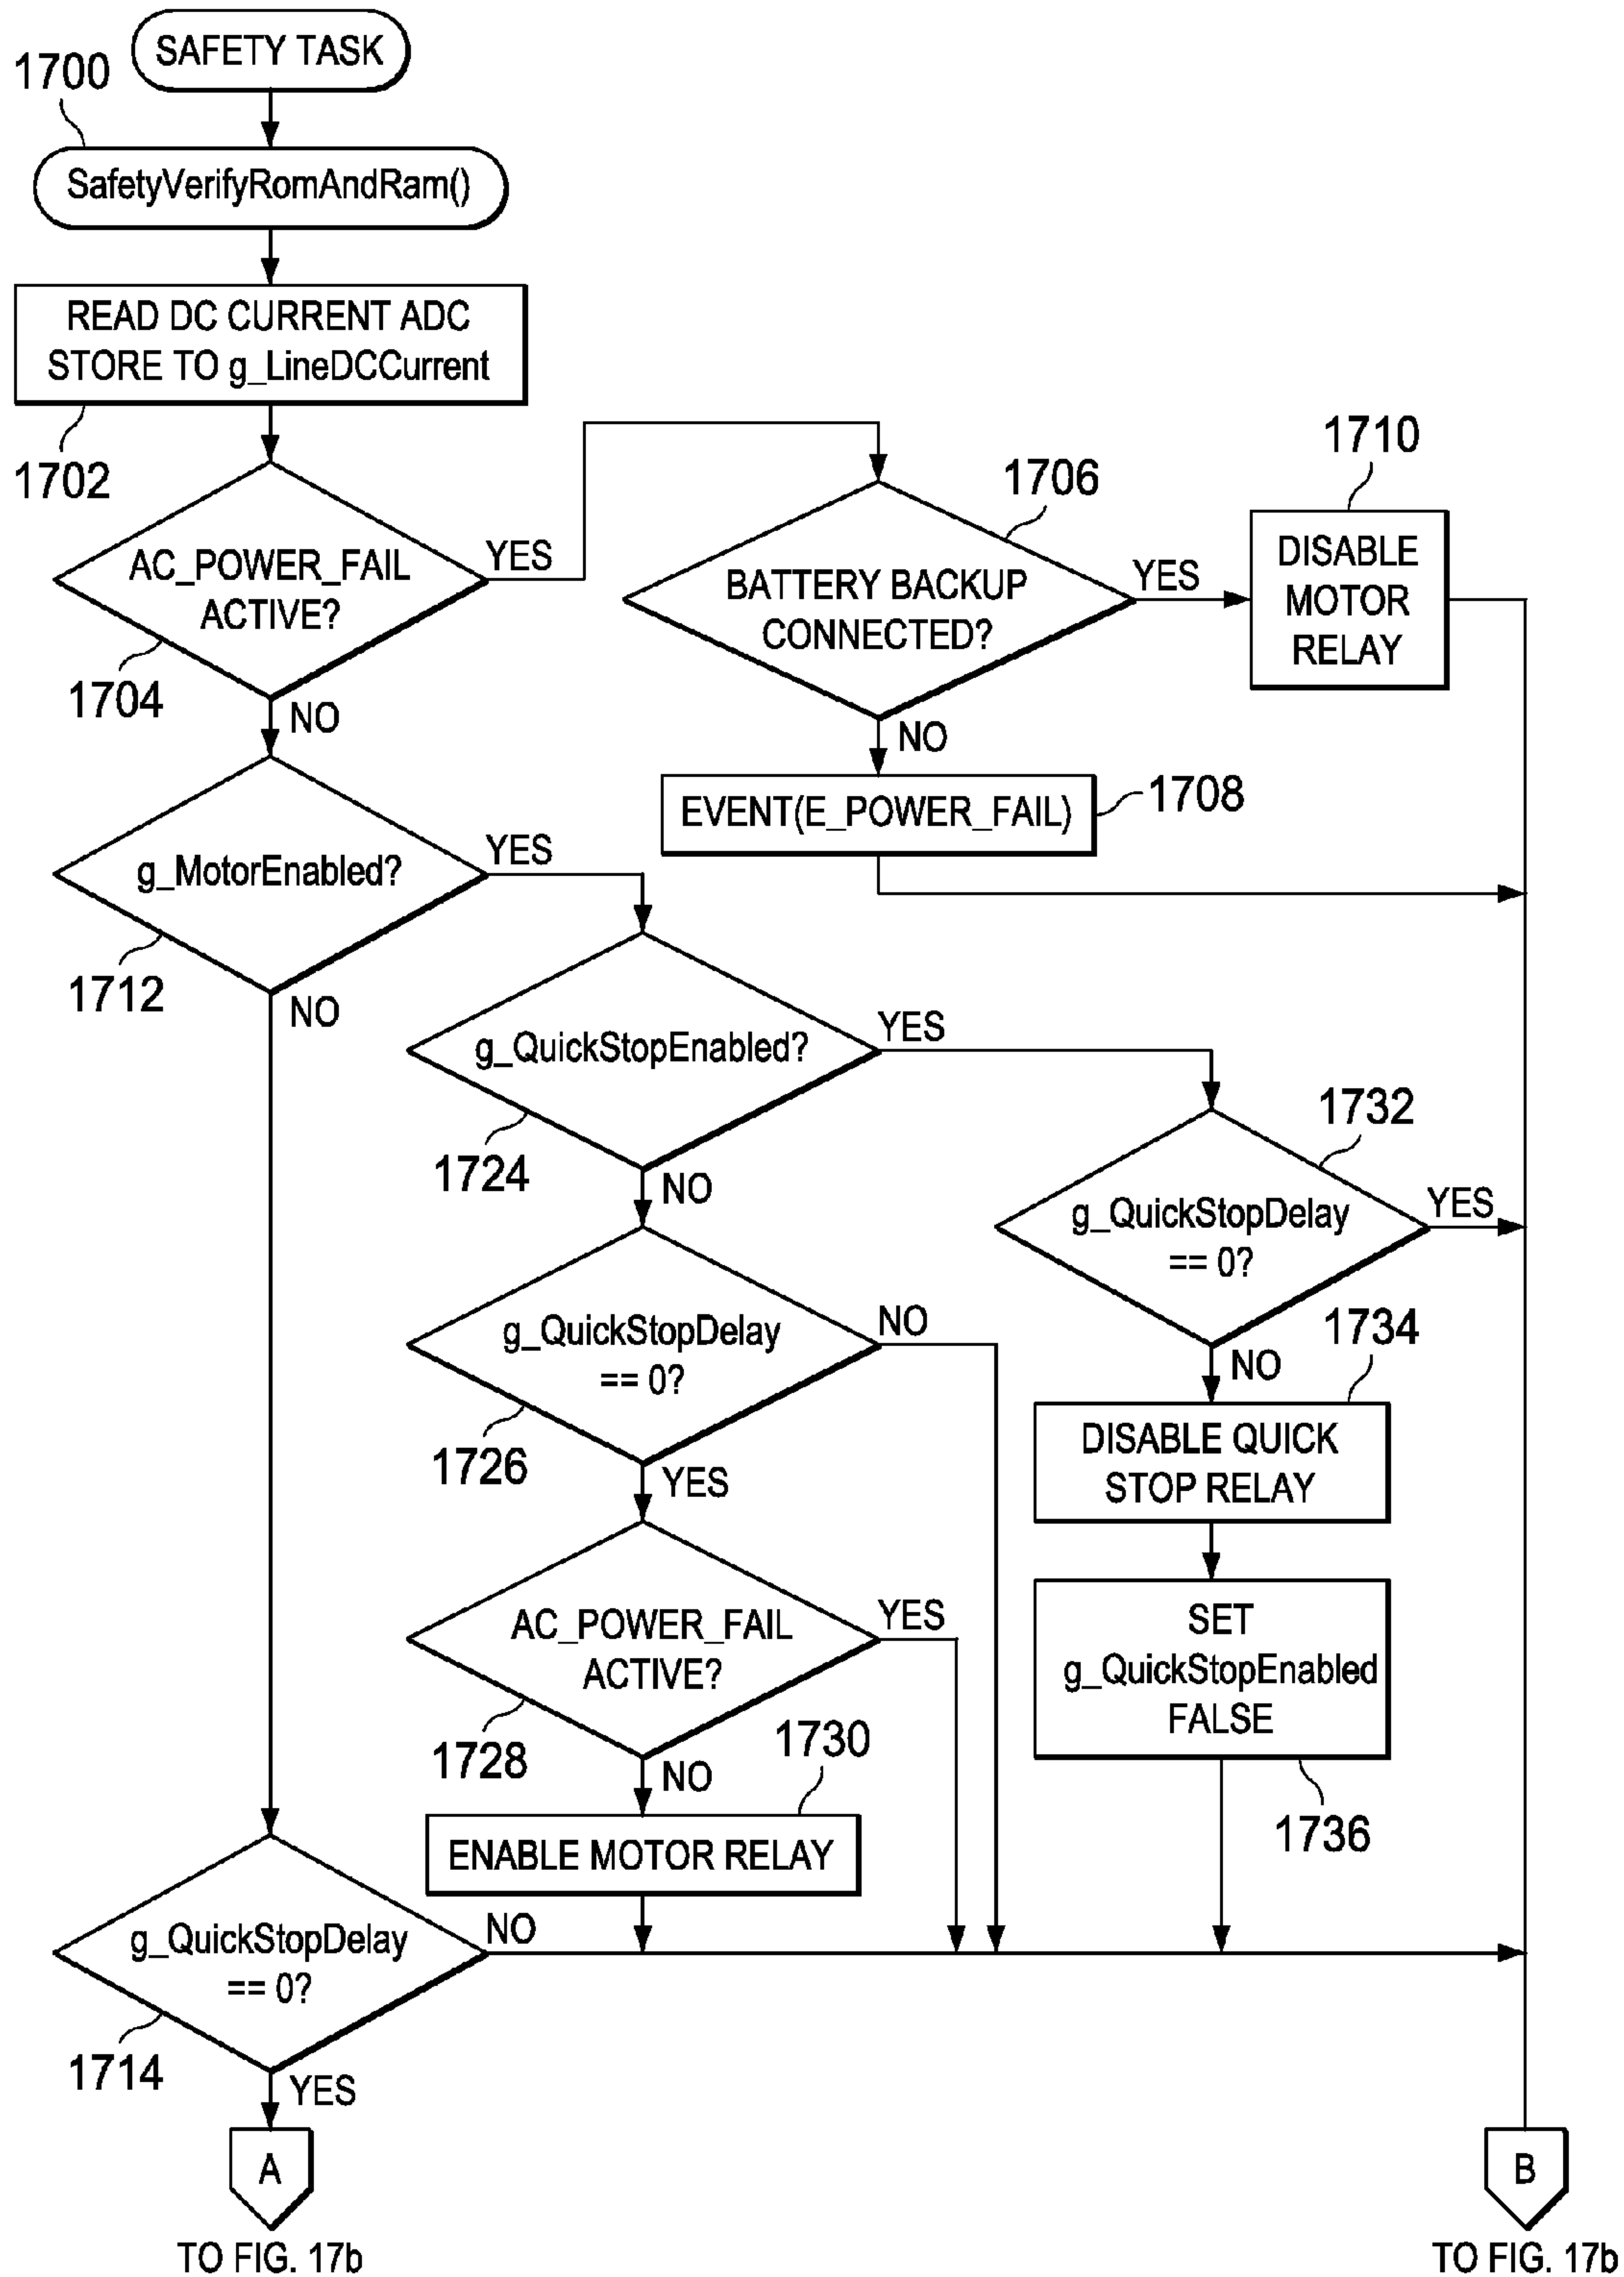 SAFETY TASK
1700
SafetyVerifyRomAndRam()
READ DC CURRENT ADC
STORE TO g_LineDCCurrent
1702
AC_POWER_FAIL
ACTIVE?
YES
1704
NO
1706
BATTERY BACKUP
CONNECTED?
YES
NO
1710
DISABLE
MOTOR
RELAY
EVENT(E_POWER_FAIL)
1708
g_MotorEnabled?
YES
1712
NO
g_QuickStopEnabled?
YES
1724
NO
1732
g_QuickStopDelay
== 0?
YES
NO
1734
DISABLE QUICK
STOP RELAY
SET
g_QuickStopEnabled
FALSE
1736
g_QuickStopDelay
== 0?
NO
1726
YES
AC_POWER_FAIL
ACTIVE?
YES
1728
NO
1730
ENABLE MOTOR RELAY
g_QuickStopDelay
== 0?
NO
1714
YES
A
TO FIG. 17b
B
TO FIG. 17b